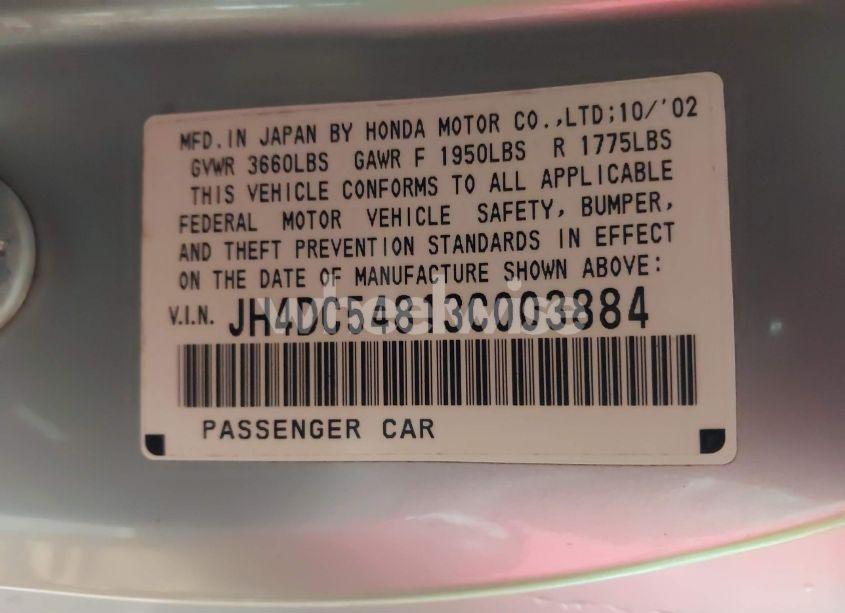 MFD. IN JAPAN BY HONDA MOTOR CO., LTD; 10/'02
GVWR 3660LBS GAWR F 1950LBS R 1775LBS
THIS VEHICLE CONFORMS TO ALL APPLICABLE
FEDERAL MOTOR VEHICLE SAFETY, BUMPER,
AND THEFT PREVENTION STANDARDS IN EFFECT
ON THE DATE OF MANUFACTURE SHOWN ABOVE:
V.I.N. JH4DC54813C003884
wheelwise
PASSENGER CAR